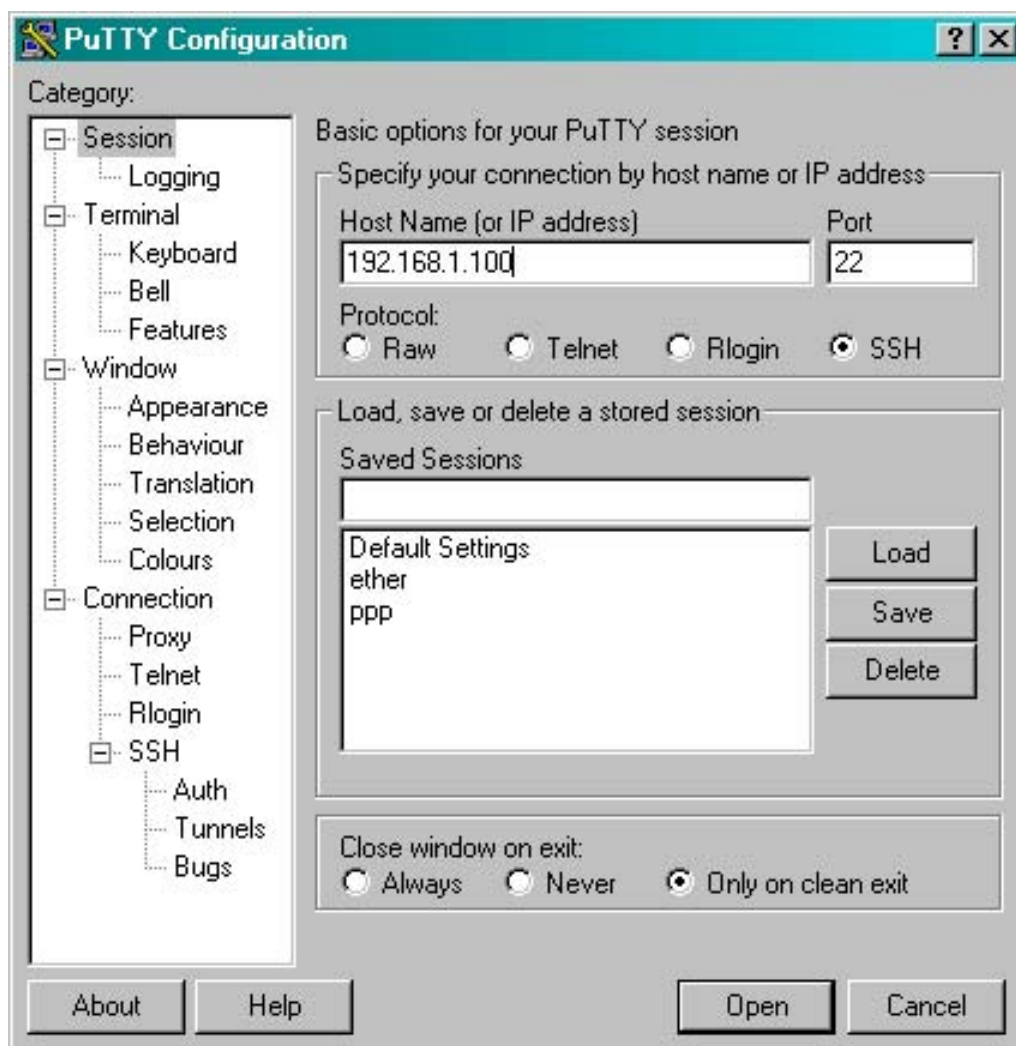 PuTTY Configuration
? X
Category:
Session
Logging
Terminal
Keyboard
Bell
Features
Window
Appearance
Behaviour
Translation
Selection
Colours
Connection
Proxy
Telnet
Rlogin
SSH
Auth
Tunnels
Bugs
Basic options for your PuTTY session
Specify your connection by host name or IP address
Host Name (or IP address) Port
192.168.1.100 22
Protocol:
Raw Telnet Rlogin SSH
Load, save or delete a stored session
Saved Sessions
Default Settings
ether
ppp
Load
Save
Delete
Close window on exit:
Always Never Only on clean exit
About Help Open Cancel